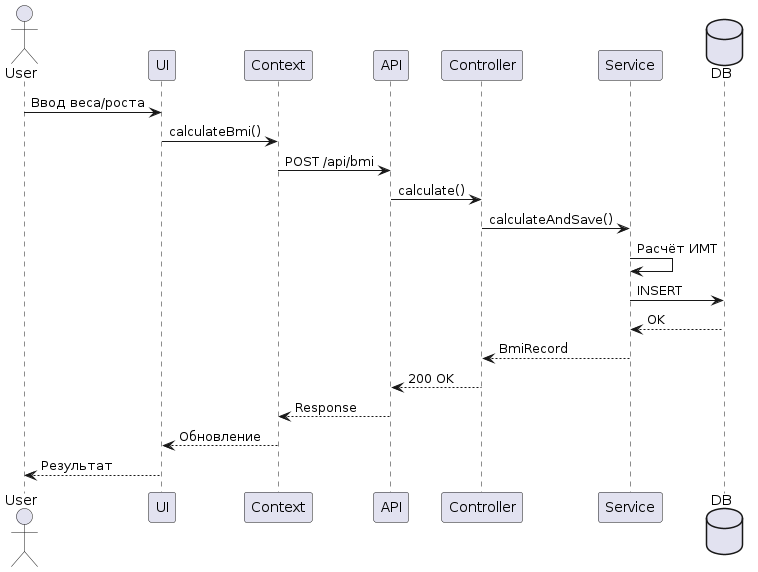 User
UI
Context
API
Controller
Service
DB
Ввод веса/роста
calculateBmi()
POST /api/bmi
calculate()
calculateAndSave()
Расчёт ИМТ
INSERT
OK
BmiRecord
200 OK
Response
Обновление
Результат
User
UI
Context
API
Controller
Service
DB